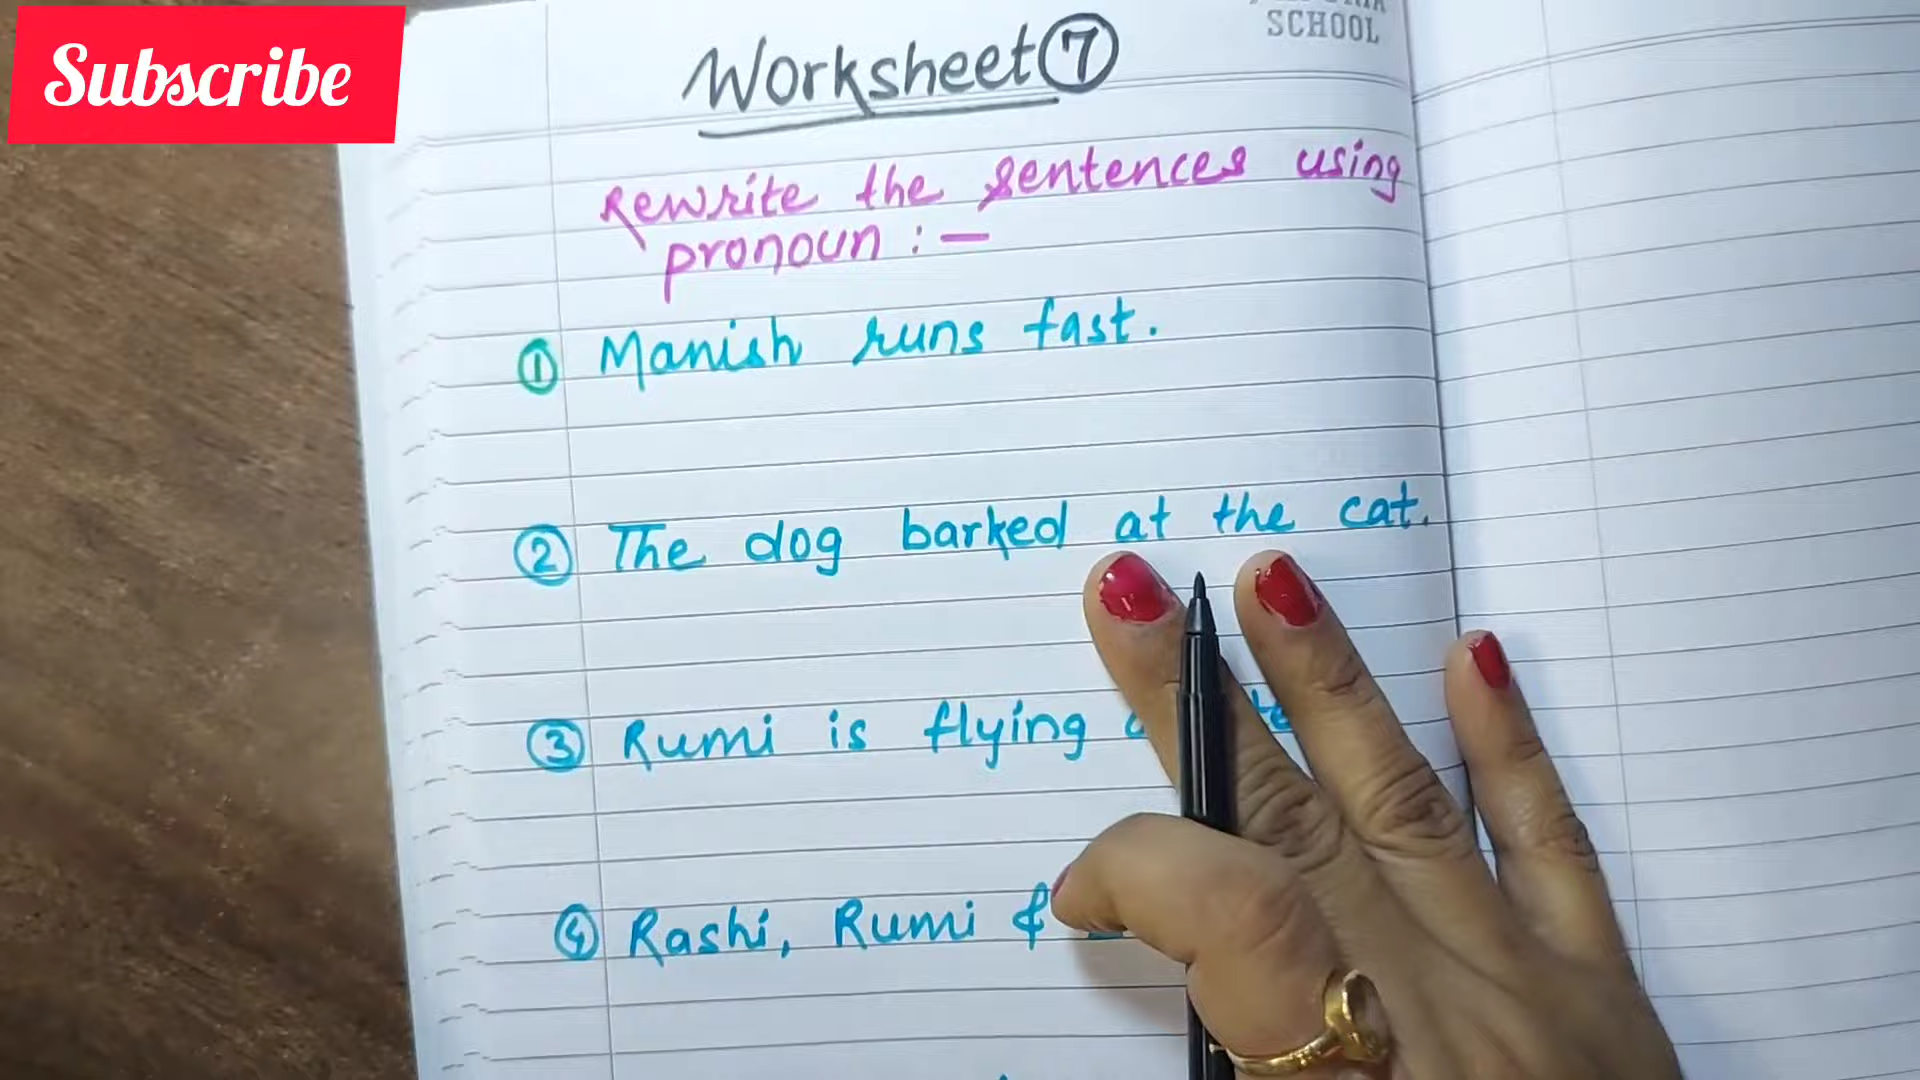 Subscribe
SCHOOL
Worksheet 7
Rewrite the sentences using
pronoun :-
1 Manish runs fast.
2 The dog barked at the cat.
3 Rumi is flying
4 Rashi, Rumi &